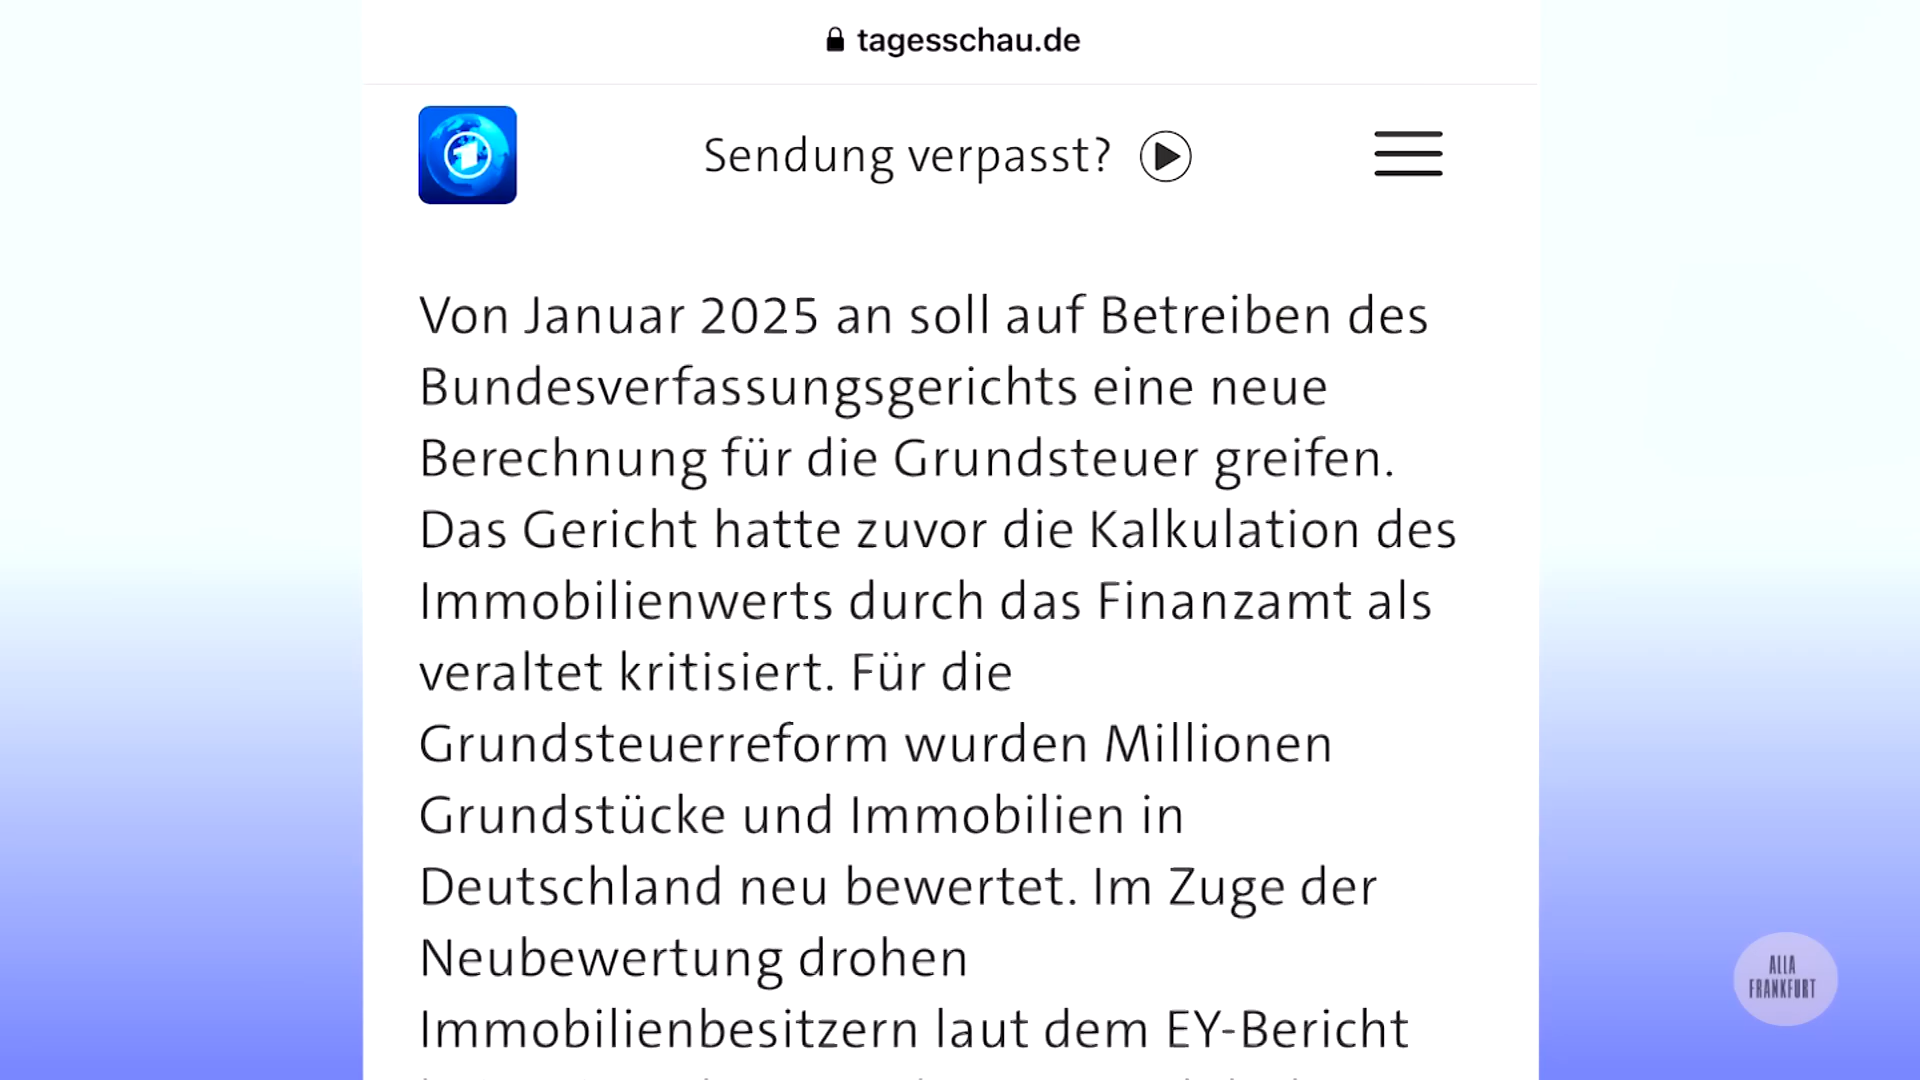 tagesschau.de
Sendung verpasst?
Von Januar 2025 an soll auf Betreiben des
Bundesverfassungsgerichts eine neue
Berechnung für die Grundsteuer greifen.
Das Gericht hatte zuvor die Kalkulation des
Immobilienwerts durch das Finanzamt als
veraltet kritisiert. Für die
Grundsteuerreform wurden Millionen
Grundstücke und Immobilien in
Deutschland neu bewertet. Im Zuge der
Neubewertung drohen
Immobilienbesitzern laut dem EY-Bericht
ALLA
FRANKFURT